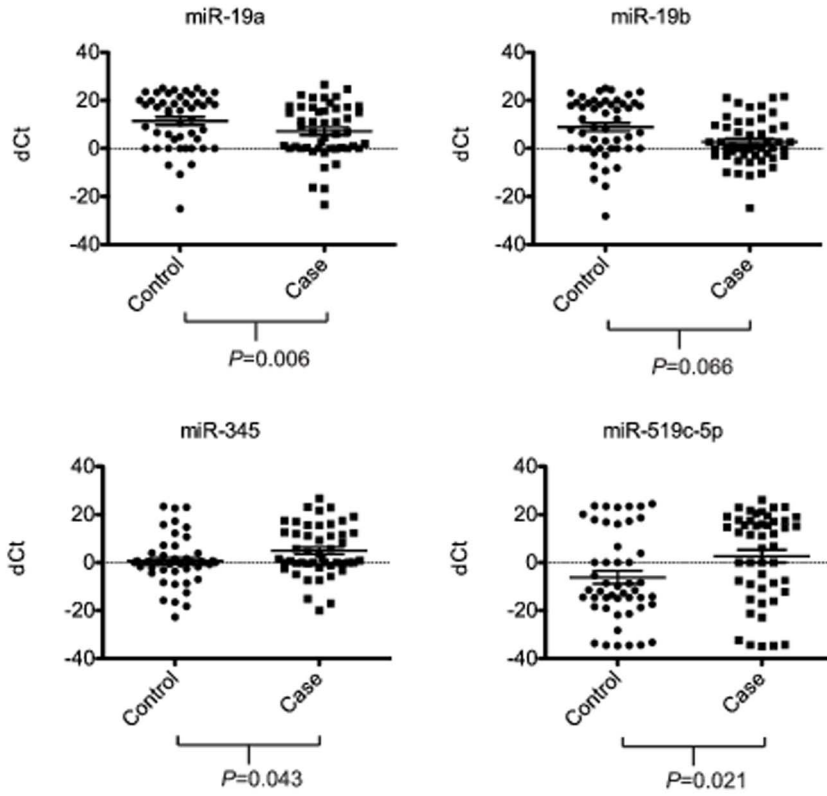 miR-19a
40
20
0
-20
-40
dCt
Control
Case
P=0.006
miR-19b
40
20
0
-20
-40
dCt
Control
Case
P=0.066
miR-345
40
20
0
-20
-40
dCt
Control
Case
P=0.043
miR-519c-5p
40
20
0
-20
-40
dCt
Control
Case
P=0.021